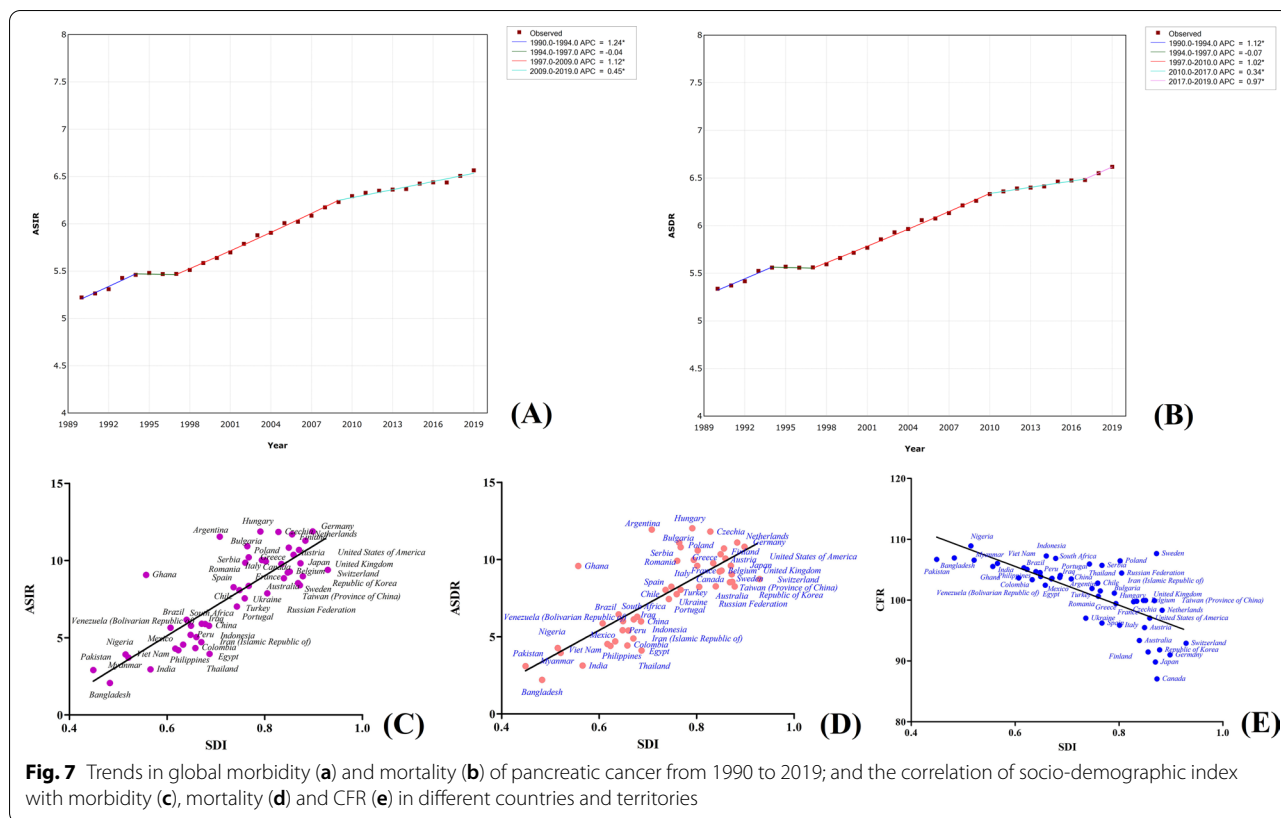 Observed
1990.0-1994.0 APC = 1.24*
1994.0-1997.0 APC = -0.04
1997.0-2009.0 APC = 1.12*
2009.0-2019.0 APC = 0.45*
8
7.5
7
6.5
6
5.5
5
4.5
4
ASIR
1989 1992 1995 1998 2001 2004 2007 2010 2013 2016 2019 2020
Year
(A)
Observed
1990.0-1994.0 APC = 1.12*
1994.0-1997.0 APC = -0.07
1997.0-2010.0 APC = 1.02*
2010.0-2017.0 APC = 0.34*
2017.0-2019.0 APC = 0.97*
8
7.5
7
6.5
6
5.5
5
4.5
4
ASDR
1989 1992 1995 1998 2001 2004 2007 2010 2013 2016 2019 2020
Year
(B)
15
10
5
0
ASIR
Hungary
Germany
Argentina
Czechia
Netherlands
Finland
Bulgaria
Poland
Austria
United States of America
Serbia
Greece
Japan
Romania
Italy
Canada
United Kingdom
Ghana
Spain
France
Belgium
Switzerland
Australia
Republic of Korea
Taiwan (Province of China)
Chile
Sweden
Ukraine
Turkey
Russian Federation
Portugal
Brazil
South Africa
Venezuela (Bolivarian Republic of)
Iraq
China
Nigeria
Mexico
Peru
Indonesia
Iran (Islamic Republic of)
Pakistan
Viet Nam
Colombia
Myanmar
Philippines
Egypt
India
Thailand
Bangladesh
0.4 0.6 0.8 1.0
SDI
(C)
15
10
5
0
ASDR
Hungary
Argentina
Czechia
Bulgaria
Netherlands
Poland
Germany
Serbia
Finland
Greece
Austria
United States of America
Romania
Japan
Ghana
Italy
France
Belgium
United Kingdom
Spain
Canada
Sweden
Switzerland
Taiwan (Province of China)
Chile
Turkey
Republic of Korea
Ukraine
Australia
Brazil
Portugal
Russian Federation
South Africa
Iraq
Venezuela (Bolivarian Republic of)
China
Nigeria
Mexico
Peru
Indonesia
Pakistan
Viet Nam
Colombia
Iran (Islamic Republic of)
Myanmar
Philippines
Egypt
India
Thailand
Bangladesh
0.4 0.6 0.8 1.0
SDI
(D)
120
110
100
90
80
CFR
Nigeria
Indonesia
Myanmar
Viet Nam
South Africa
Sweden
Pakistan
Bangladesh
Brazil
Portugal
Poland
India
Peru
Iraq
Thailand
Serbia
Ghana
Philippines
China
Russian Federation
Colombia
Argentina
Iran (Islamic Republic of)
Venezuela (Bolivarian Republic of)
Mexico
Chile
Bulgaria
Egypt
Turkey
Hungary
United Kingdom
Romania
Belgium
Taiwan (Province of China)
Greece
Czechia
France
Netherlands
Ukraine
United States of America
Spain
Italy
Austria
Australia
Switzerland
Finland
Republic of Korea
Germany
Japan
Canada
0.4 0.6 0.8 1.0
SDI
(E)
Fig. 7 Trends in global morbidity (a) and mortality (b) of pancreatic cancer from 1990 to 2019; and the correlation of socio-demographic index
with morbidity (c), mortality (d) and CFR (e) in different countries and territories